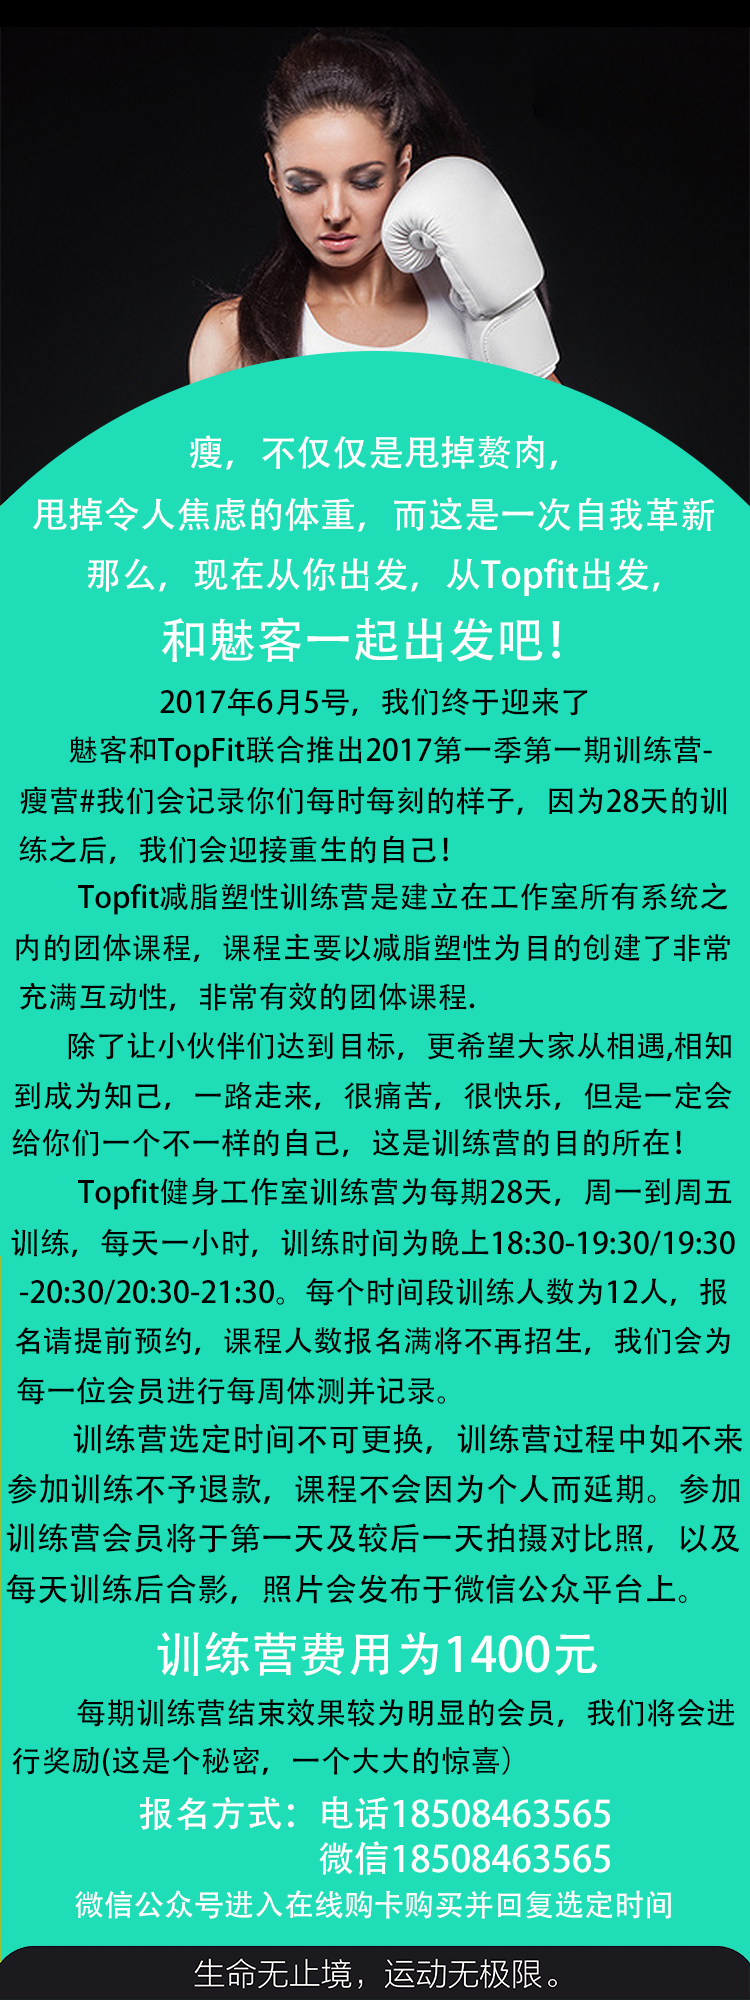 瘦，不仅仅是甩掉赘肉，
甩掉令人焦虑的体重，而这是一次自我革新
那么，现在从你出发，从Topfit出发，
和魅客一起出发吧！
2017年6月5号，我们终于迎来了
魅客和TopFit联合推出2017第一季第一期训练营-
瘦营#我们会记录你们每时每刻的样子，因为28天的训
练之后，我们会迎接重生的自己！
Topfit减脂塑性训练营是建立在工作室所有系统之
内的团体课程，课程主要以减脂塑性为目的创建了非常
充满互动性，非常有效的团体课程.
除了让小伙伴们达到目标，更希望大家从相遇,相知
到成为知己，一路走来，很痛苦，很快乐，但是一定会
给你们一个不一样的自己，这是训练营的目的所在！
Topfit健身工作室训练营为每期28天，周一到周五
训练，每天一小时，训练时间为晚上18:30-19:30/19:30
-20:30/20:30-21:30。每个时间段训练人数为12人，报
名请提前预约，课程人数报名满将不再招生，我们会为
每一位会员进行每周体测并记录。
训练营选定时间不可更换，训练营过程中如不来
参加训练不予退款，课程不会因为个人而延期。参加
训练营会员将于第一天及较后一天拍摄对比照，以及
每天训练后合影，照片会发布于微信公众平台上。
训练营费用为1400元
每期训练营结束效果较为明显的会员，我们将会进
行奖励(这是个秘密，一个大大的惊喜）
报名方式：电话18508463565
微信18508463565
微信公众号进入在线购卡购买并回复选定时间
生命无止境，运动无极限。